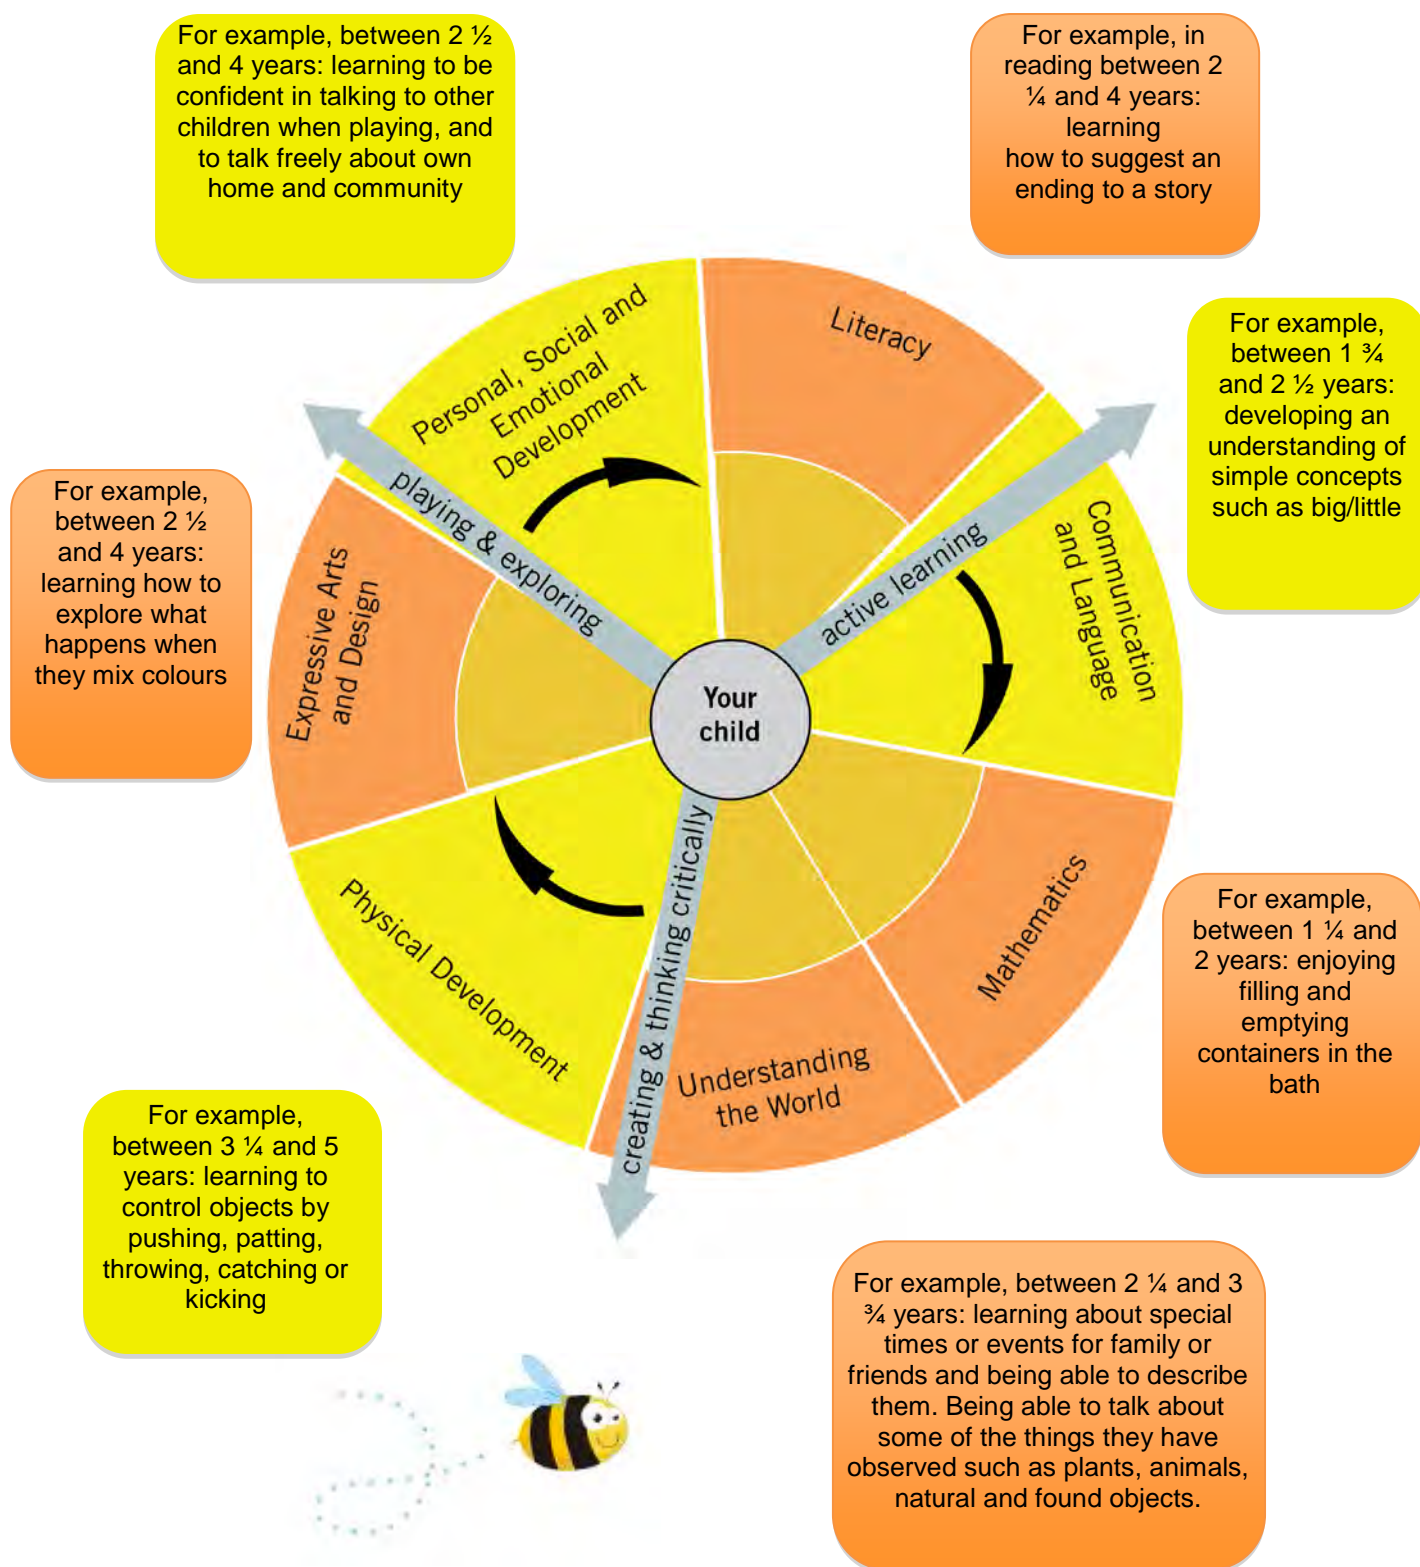 For example, between 2 ½
and 4 years: learning to be
confident in talking to other
children when playing, and
to talk freely about own
home and community
For example, in
reading between 2
¼ and 4 years:
learning
how to suggest an
ending to a story
For example,
between 1 ¾
and 2 ½ years:
developing an
understanding of
simple concepts
such as big/little
For example,
between 2 ½
and 4 years:
learning how to
explore what
happens when
they mix colours
Personal, Social and
Emotional
Development
Literacy
Communication
and Language
Expressive Arts
and Design
playing & exploring
active learning
Your
child
creating & thinking critically
Physical Development
Mathematics
Understanding
the World
For example,
between 1 ¼ and
2 years: enjoying
filling and
emptying
containers in the
bath
For example,
between 3 ¼ and 5
years: learning to
control objects by
pushing, patting,
throwing, catching or
kicking
For example, between 2 ¼ and 3
¾ years: learning about special
times or events for family or
friends and being able to describe
them. Being able to talk about
some of the things they have
observed such as plants, animals,
natural and found objects.